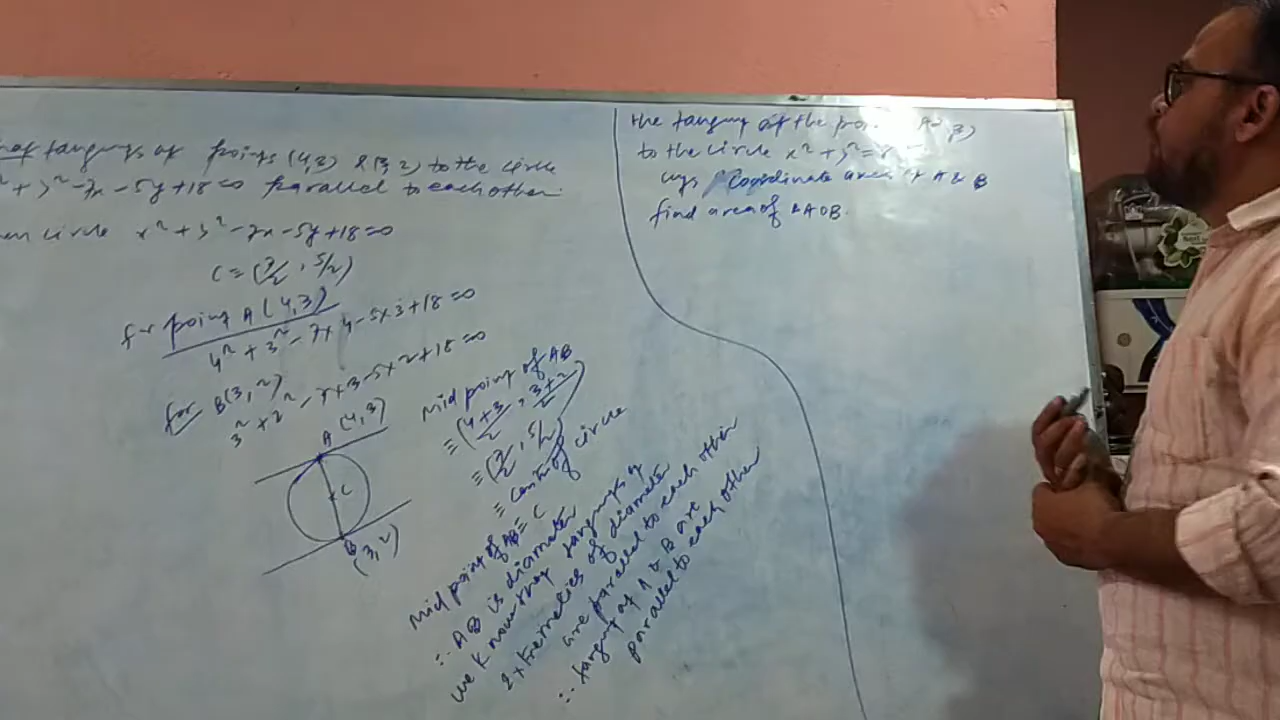 of tangents at points (4,3) & (3,2) to the circle
x² + y² - 7x - 5y + 18 = 0 parallel to each other
circle x² + y² - 7x - 5y + 18 = 0
C ≡ (7/2, 5/2)
for point A (4,3)
4² + 3² - 7×4 - 5×3 + 18 = 0
for B(3,2)
3² + 2² - 7×3 - 5×2 + 18 = 0
A (4,3)
C
B
(3,2)
Mid point of AB
≡ (4+3/2, 3+2/2)
≡ (7/2, 5/2)
≡ of circle
Mid point of AB ≡ C
∴ AB is diameter
we know that tangents of
extremities of diameter
are parallel to each other
∴ tangent at A & B are
parallel to each other
the tangent at the
to the circle x² + y² =
Coordinate axes at A & B
find area of ΔAOB.